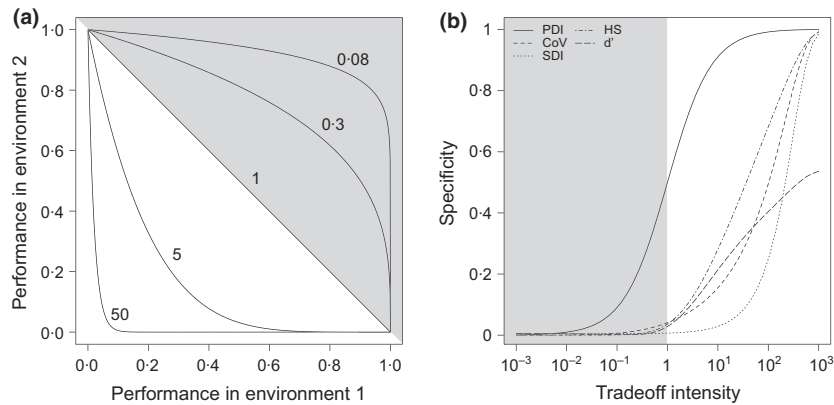 (a)
Performance in environment 2
1·0
0·8
0·6
0·4
0·2
0·0
0·08
0·3
1
5
50
0·0 0·2 0·4 0·6 0·8 1·0
Performance in environment 1
(b)
Specificity
1
0·8
0·6
0·4
0·2
0
PDI HS
CoV d'
SDI
10⁻³ 10⁻² 10⁻¹ 1 10¹ 10² 10³
Tradeoff intensity